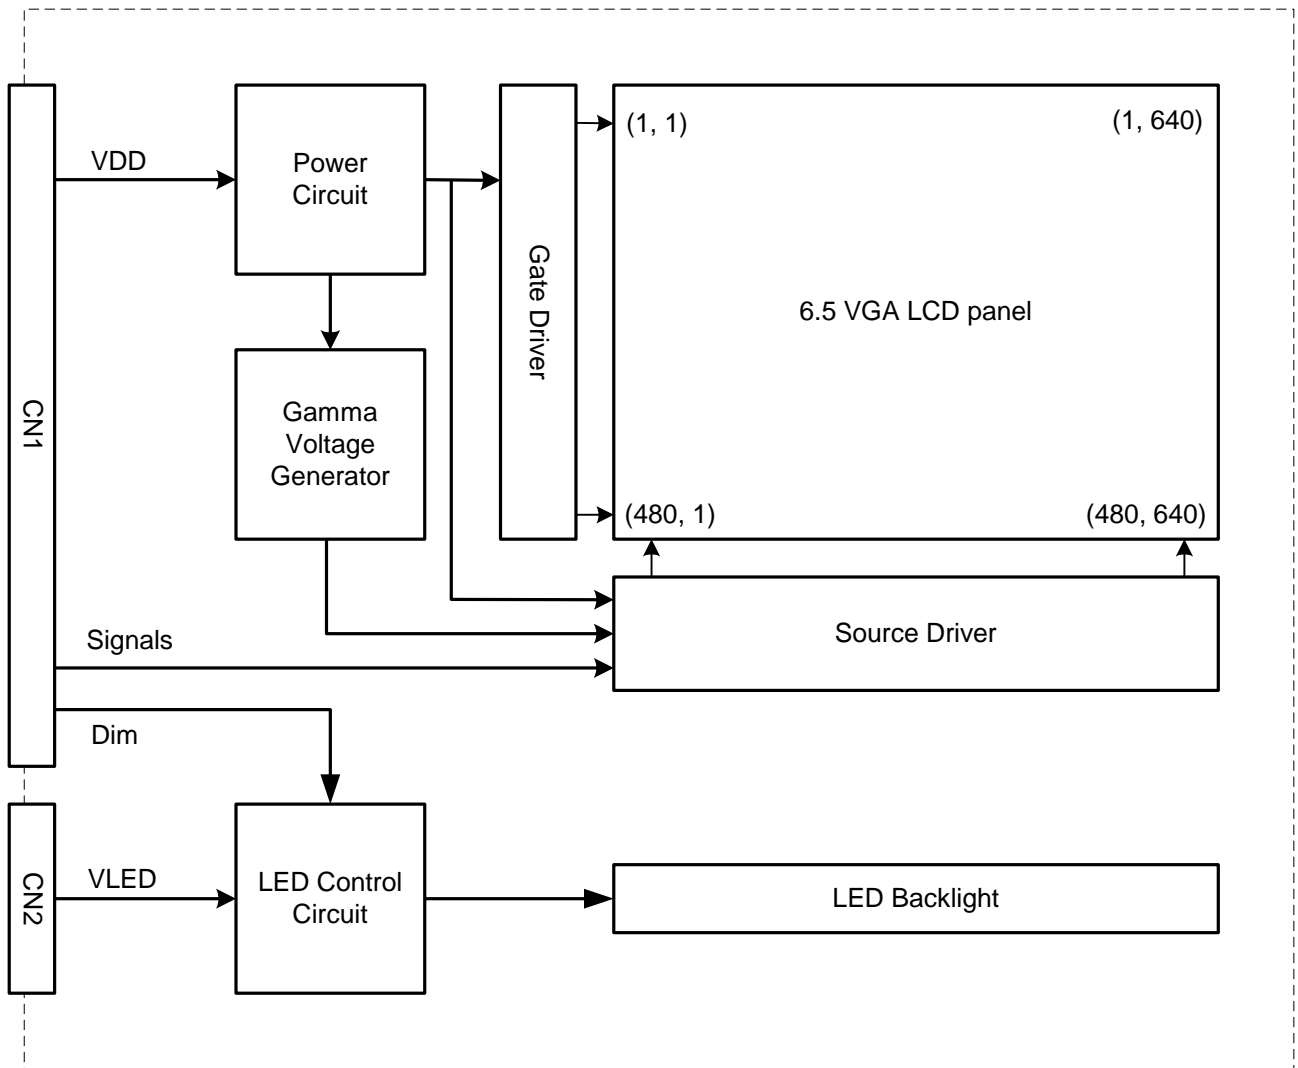 VDD
Power
Circuit
(1, 1)
(1, 640)
Gate Driver
6.5 VGA LCD panel
CN1
Gamma
Voltage
Generator
(480, 1)
(480, 640)
Signals
Source Driver
Dim
CN2
VLED
LED Control
Circuit
LED Backlight